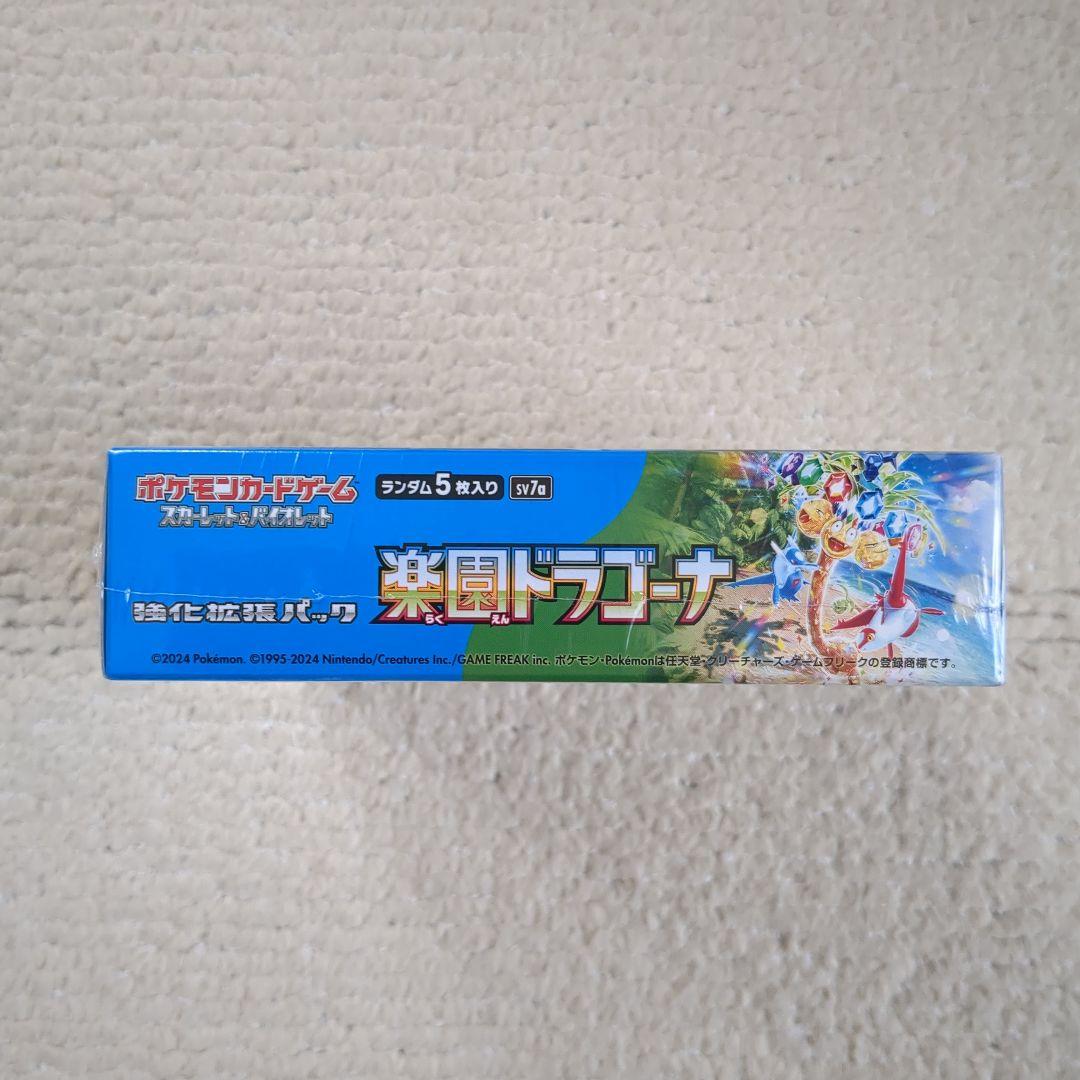 ポケモンカードゲーム
スカーレット&バイオレット
ランダム5枚入り sv7a
強化拡張パック
楽園ドラゴーナ
らく えん
©2024 Pokémon. ©1995-2024 Nintendo/Creatures Inc./GAME FREAK inc. ポケモン・Pokémonは任天堂・クリーチャーズ・ゲームフリークの登録商標です。